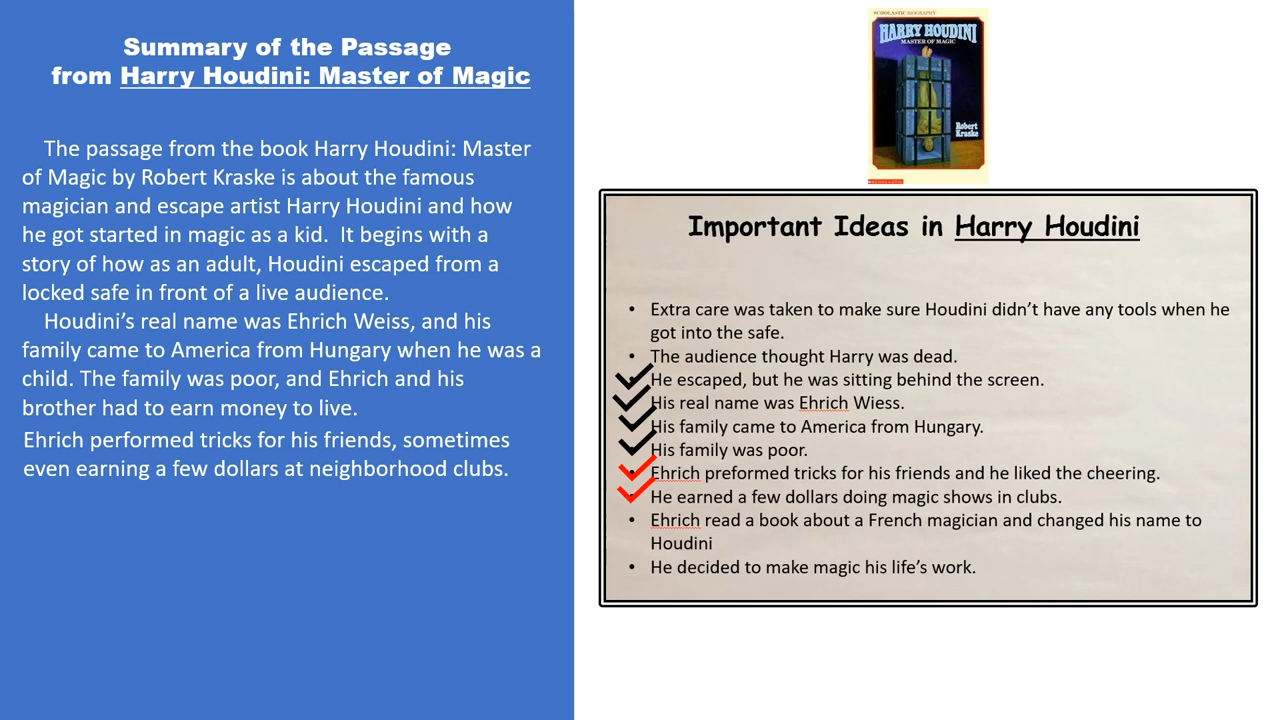 Summary of the Passage
from Harry Houdini: Master of Magic
The passage from the book Harry Houdini: Master
of Magic by Robert Kraske is about the famous
magician and escape artist Harry Houdini and how
he got started in magic as a kid.  It begins with a
story of how as an adult, Houdini escaped from a
locked safe in front of a live audience.
Houdini’s real name was Ehrich Weiss, and his
family came to America from Hungary when he was a
child. The family was poor, and Ehrich and his
brother had to earn money to live.
Ehrich performed tricks for his friends, sometimes
even earning a few dollars at neighborhood clubs.
SCHOLASTIC BIOGRAPHY
HARRY HOUDINI
MASTER OF MAGIC
Robert
Kraske
Important Ideas in Harry Houdini
• Extra care was taken to make sure Houdini didn’t have any tools when he
got into the safe.
• The audience thought Harry was dead.
He escaped, but he was sitting behind the screen.
His real name was Ehrich Wiess.
His family came to America from Hungary.
His family was poor.
Ehrich preformed tricks for his friends and he liked the cheering.
He earned a few dollars doing magic shows in clubs.
• Ehrich read a book about a French magician and changed his name to
Houdini
• He decided to make magic his life’s work.